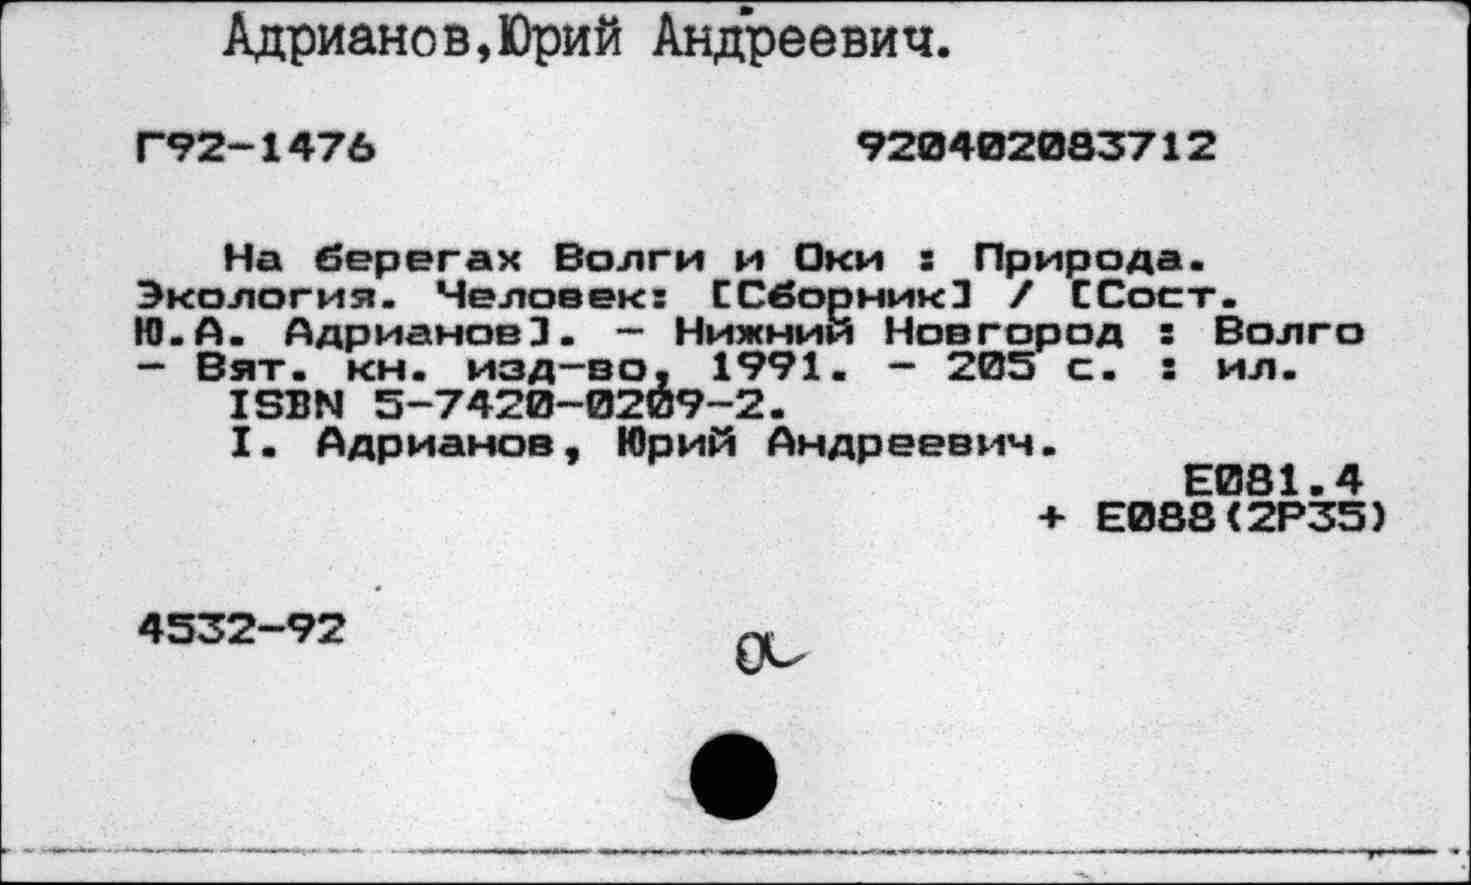 Адрианов,Юрий Андреевич.
Г92-1476 920402083712
На берегах Волги и Оки : Природа.
Экология. Человек: [Сборник] / [Сост.
Ю.А. Адрианов]. - Нижний Новгород : Волго
- Вят. кн. изд-во, 1991. - 205 с. : ил.
ISBN 5-7420-0209-2.
I. Адрианов, Юрий Андреевич.
Е081.4
+ Е088(2Р35)
4532-92